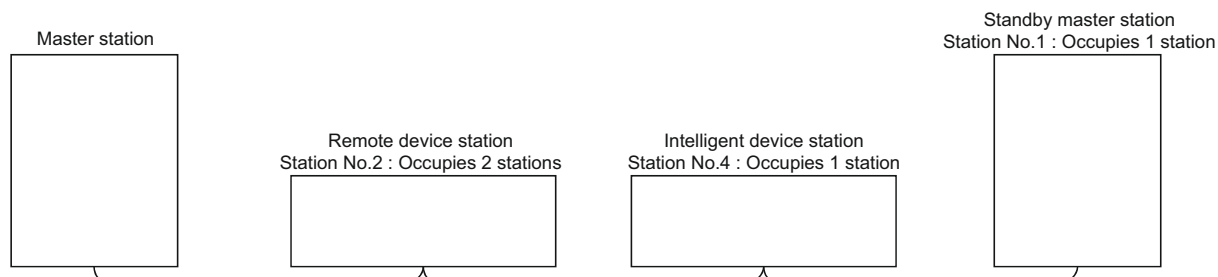 Master station
Remote device station
Station No.2 : Occupies 2 stations
Intelligent device station
Station No.4 : Occupies 1 station
Standby master station
Station No.1 : Occupies 1 station